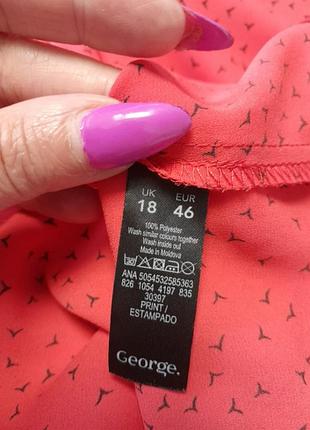 UK EUR
18 46
100% Polyester
Wash similar colours together
Wash inside out
Made in Moldova
ANA 5054532585363
826 1054 4197 835
30397
PRINT /
ESTAMPADO
George.